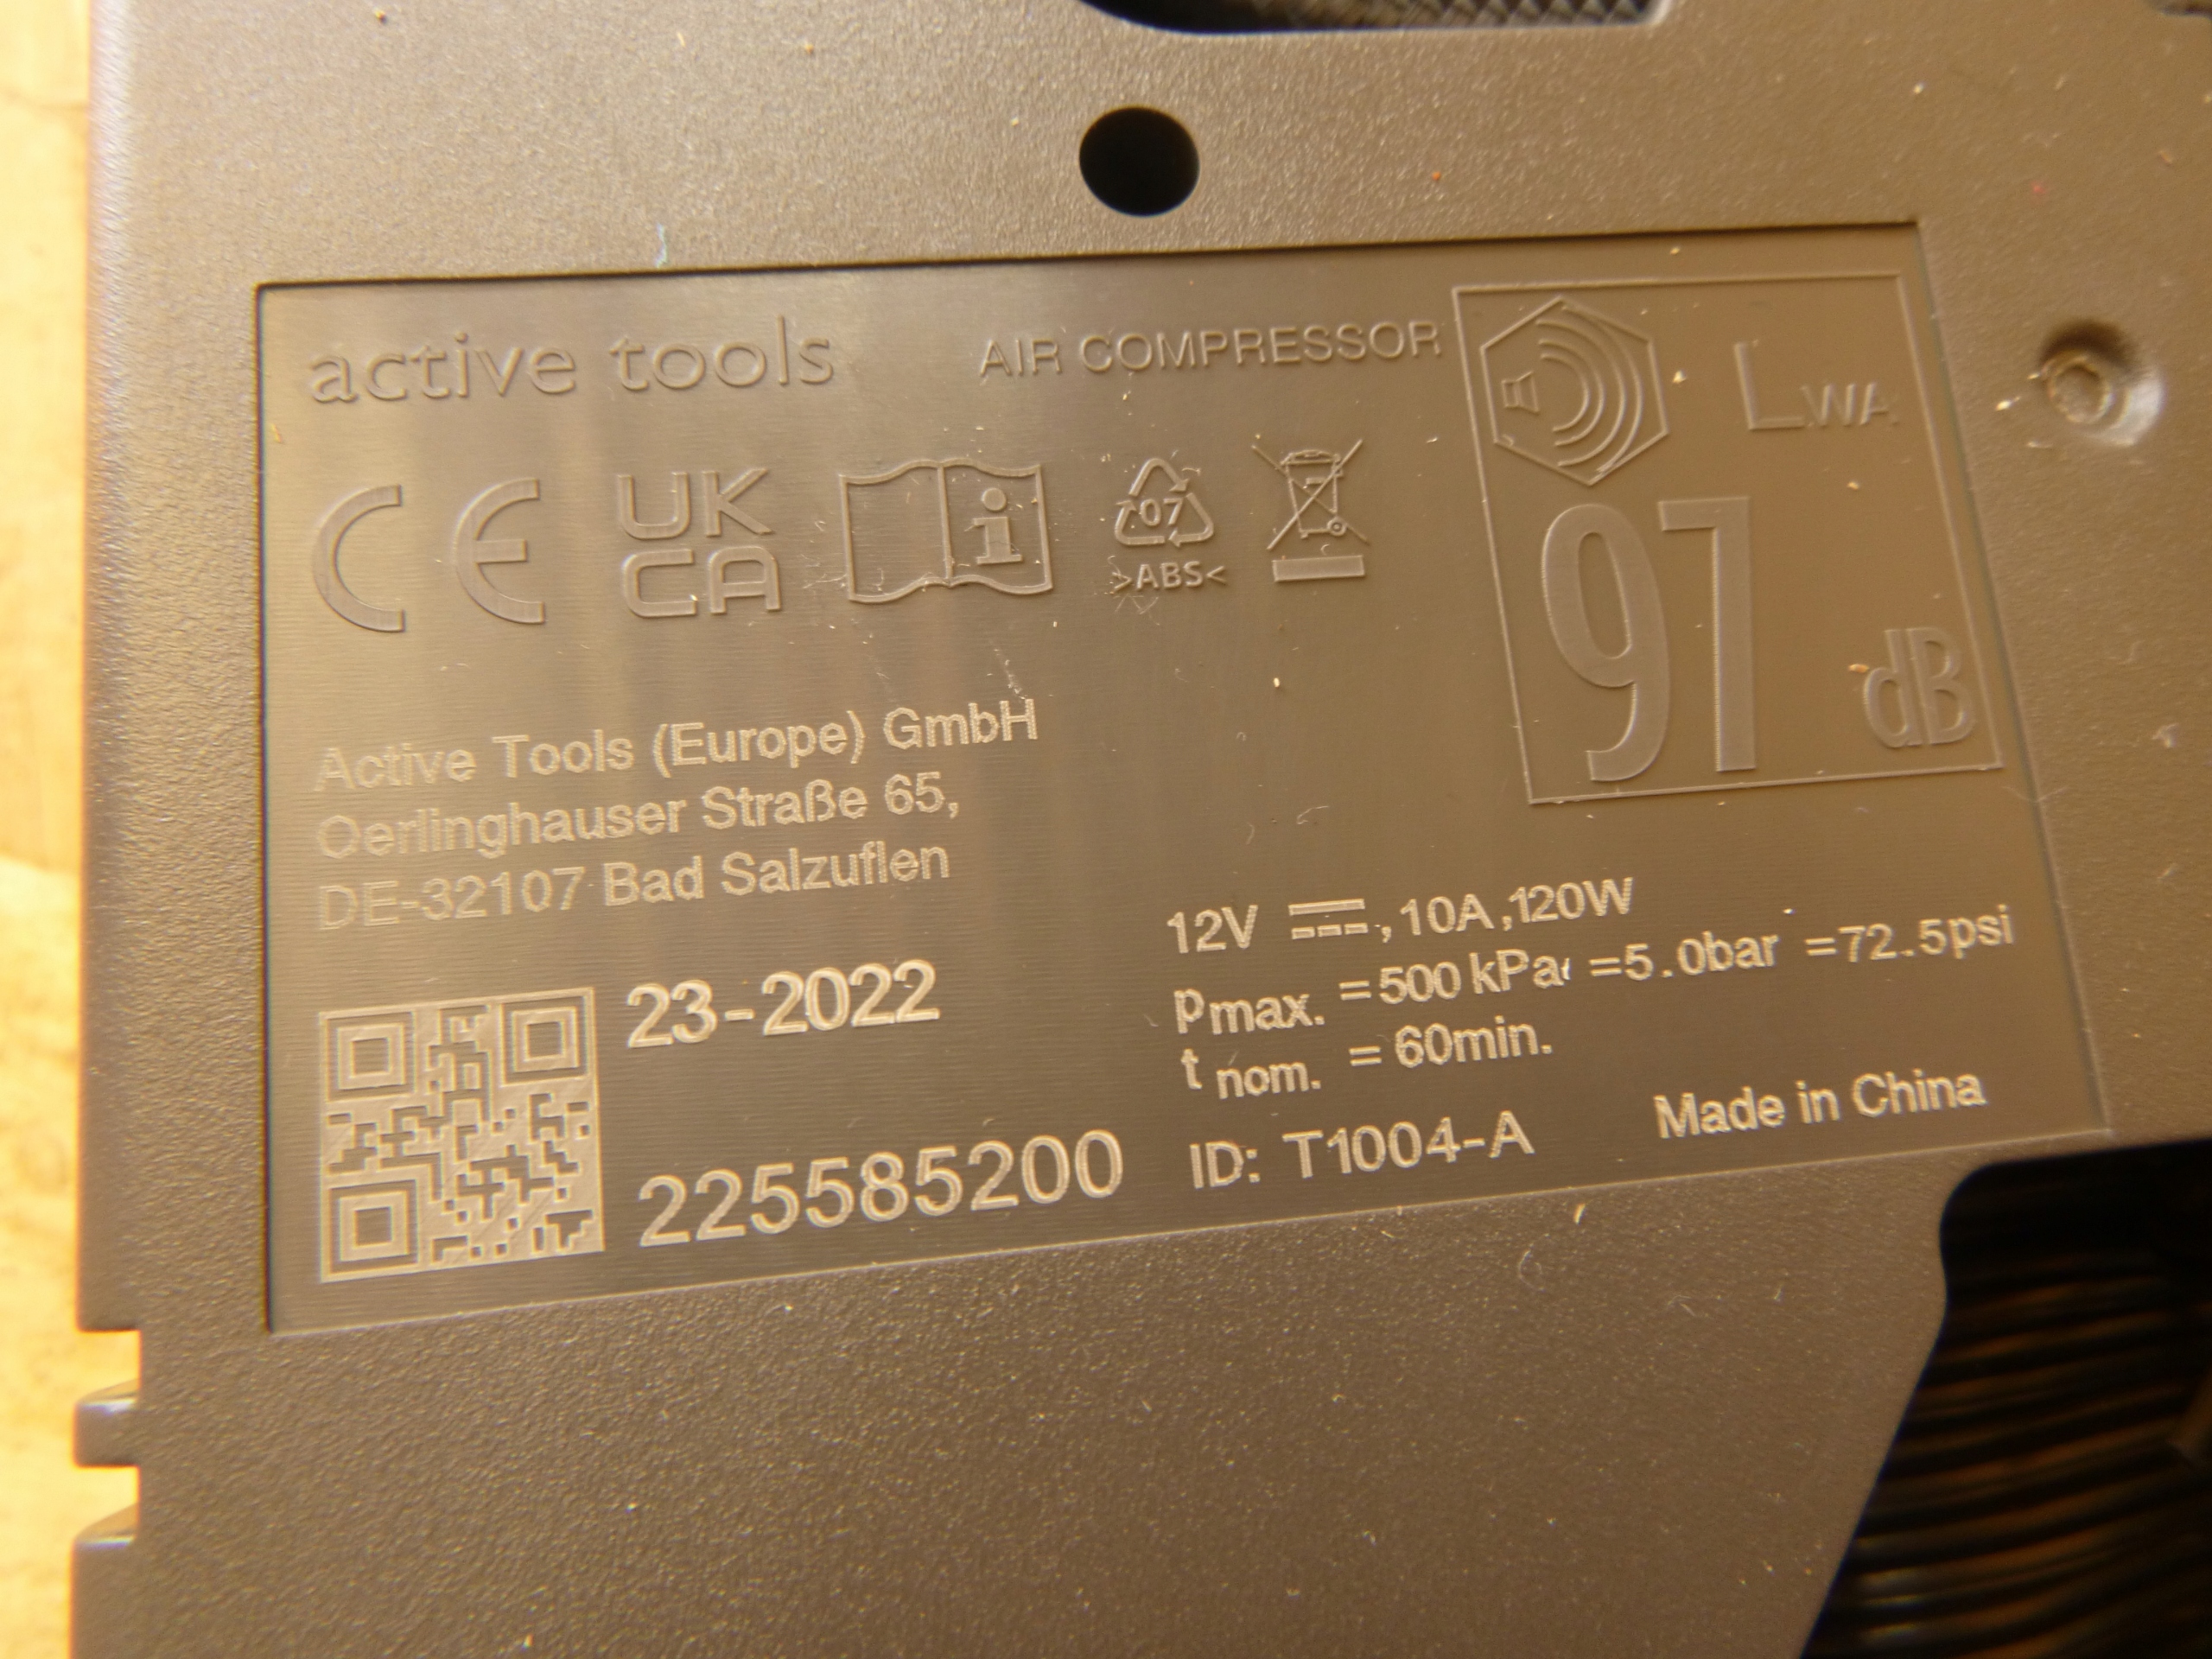 active tools AIR COMPRESSOR
LWA
97 dB
CE UK CA
07
>ABS<
Active Tools (Europe) GmbH
Oerlinghauser Straße 65,
DE-32107 Bad Salzuflen
23-2022
225585200
12V ⎓, 10A,120W
pmax. =500 kPa =5.0bar =72.5psi
t nom. = 60min.
ID: T1004-A
Made in China